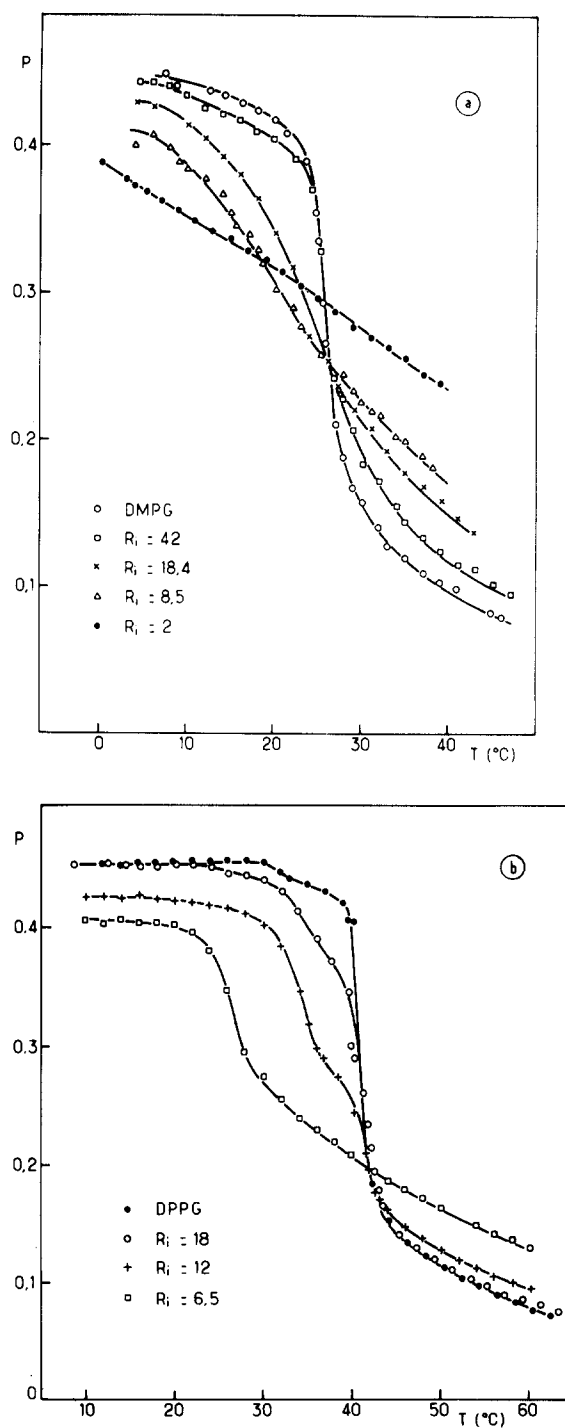 P
a
0,4
0,3
0,2
0,1
○ DMPG
□ Ri = 42
× Ri = 18,4
△ Ri = 8,5
● Ri = 2
0 10 20 30 40
T (°C)
P
b
0,4
0,3
0,2
0,1
0
● DPPG
○ Ri = 18
+ Ri = 12
□ Ri = 6,5
10 20 30 40 50 60
T (°C)